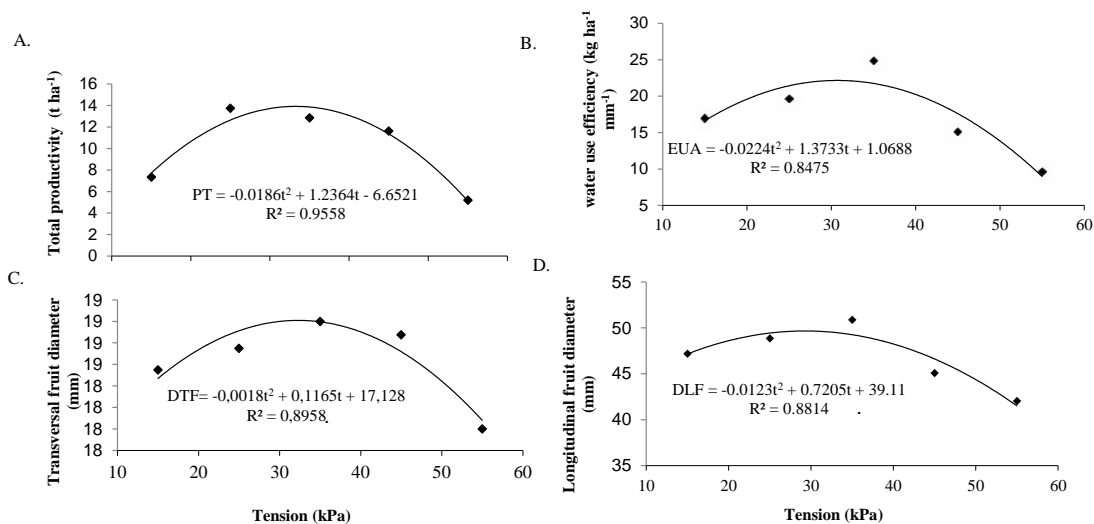 A.
Total productivity (t ha-1)
16
14
12
10
8
6
4
2
0
PT = -0.0186t² + 1.2364t - 6.6521
R² = 0.9558
B.
water use efficiency (kg ha-1
mm-1)
30
25
20
15
10
5
EUA = -0.0224t² + 1.3733t + 1.0688
R² = 0.8475
10 20 30 40 50 60
C.
Transversal fruit diameter
(mm)
19
19
19
19
18
18
18
18
DTF= -0,0018t² + 0,1165t + 17,128
R² = 0,8958
10 20 30 40 50 60
Tension (kPa)
D.
Longitudinal fruit diameter
(mm)
55
50
45
40
35
DLF = -0.0123t² + 0.7205t + 39.11
R² = 0.8814
10 20 30 40 50 60
Tension (kPa)